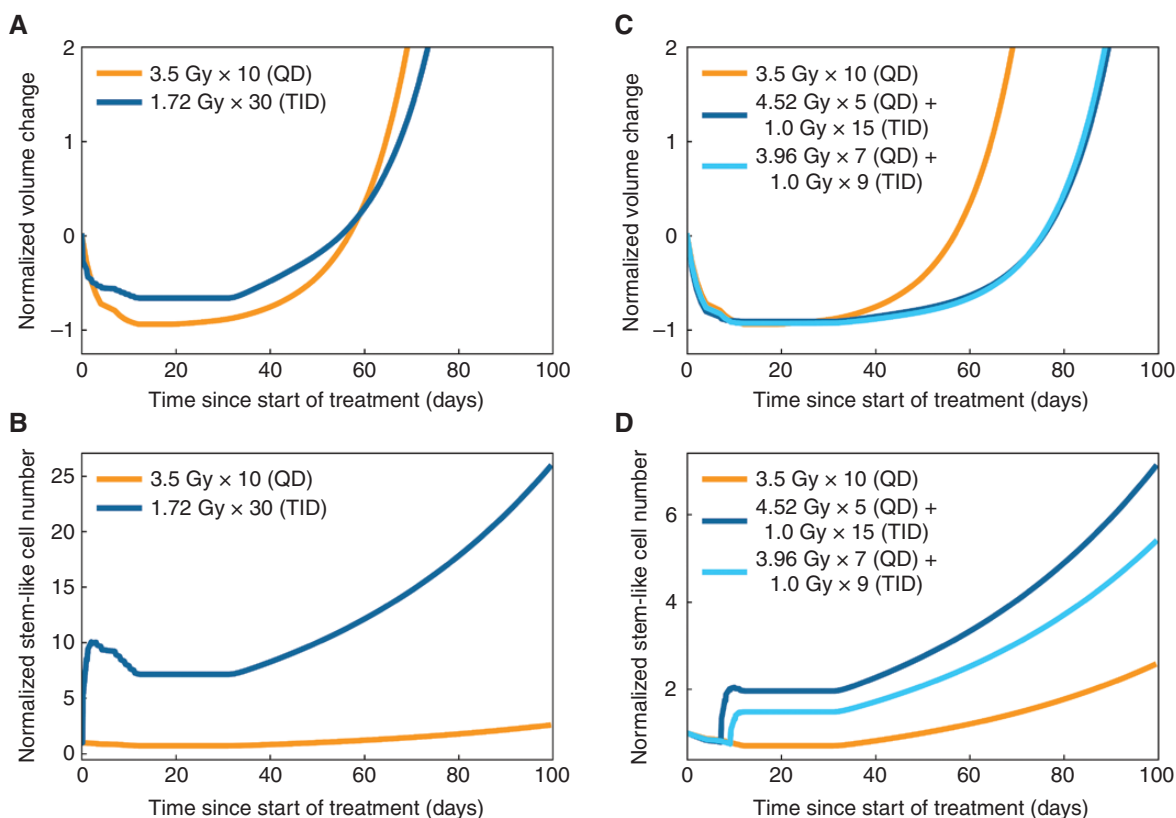 A
Normalized volume change
2
1
0
–1
3.5 Gy × 10 (QD)
1.72 Gy × 30 (TID)
0
20
40
60
80
100
Time since start of treatment (days)
B
Normalized stem-like cell number
25
20
15
10
5
0
3.5 Gy × 10 (QD)
1.72 Gy × 30 (TID)
0
20
40
60
80
100
Time since start of treatment (days)
C
Normalized volume change
2
1
0
–1
3.5 Gy × 10 (QD)
4.52 Gy × 5 (QD) +
1.0 Gy × 15 (TID)
3.96 Gy × 7 (QD) +
1.0 Gy × 9 (TID)
0
20
40
60
80
100
Time since start of treatment (days)
D
Normalized stem-like cell number
6
4
2
3.5 Gy × 10 (QD)
4.52 Gy × 5 (QD) +
1.0 Gy × 15 (TID)
3.96 Gy × 7 (QD) +
1.0 Gy × 9 (TID)
0
20
40
60
80
100
Time since start of treatment (days)